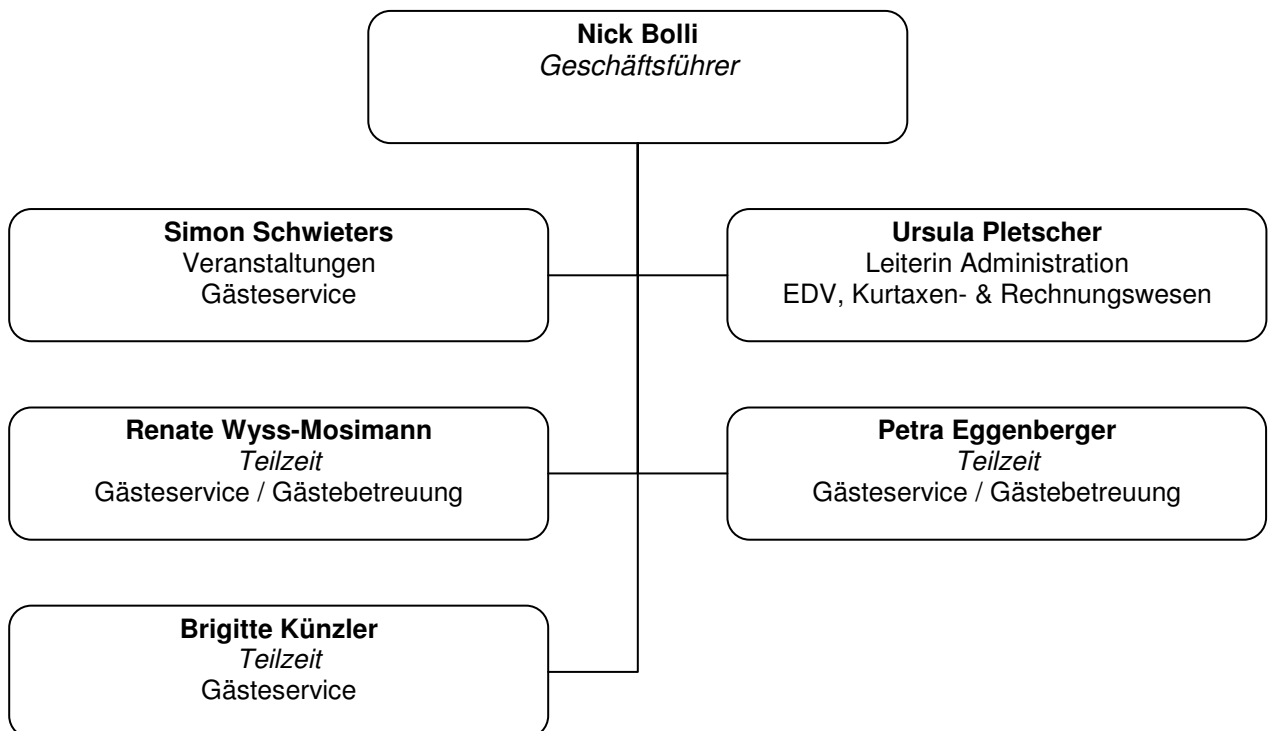 Nick Bolli
Geschäftsführer
Simon Schwieters
Veranstaltungen
Gästeservice
Ursula Pletscher
Leiterin Administration
EDV, Kurtaxen- & Rechnungswesen
Renate Wyss-Mosimann
Teilzeit
Gästeservice / Gästebetreuung
Petra Eggenberger
Teilzeit
Gästeservice / Gästebetreuung
Brigitte Künzler
Teilzeit
Gästeservice